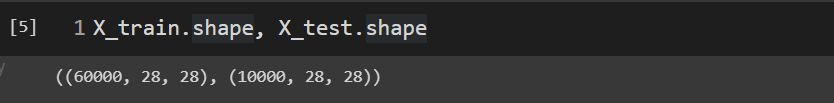 [5] 1 X_train.shape, X_test.shape
((60000, 28, 28), (10000, 28, 28))